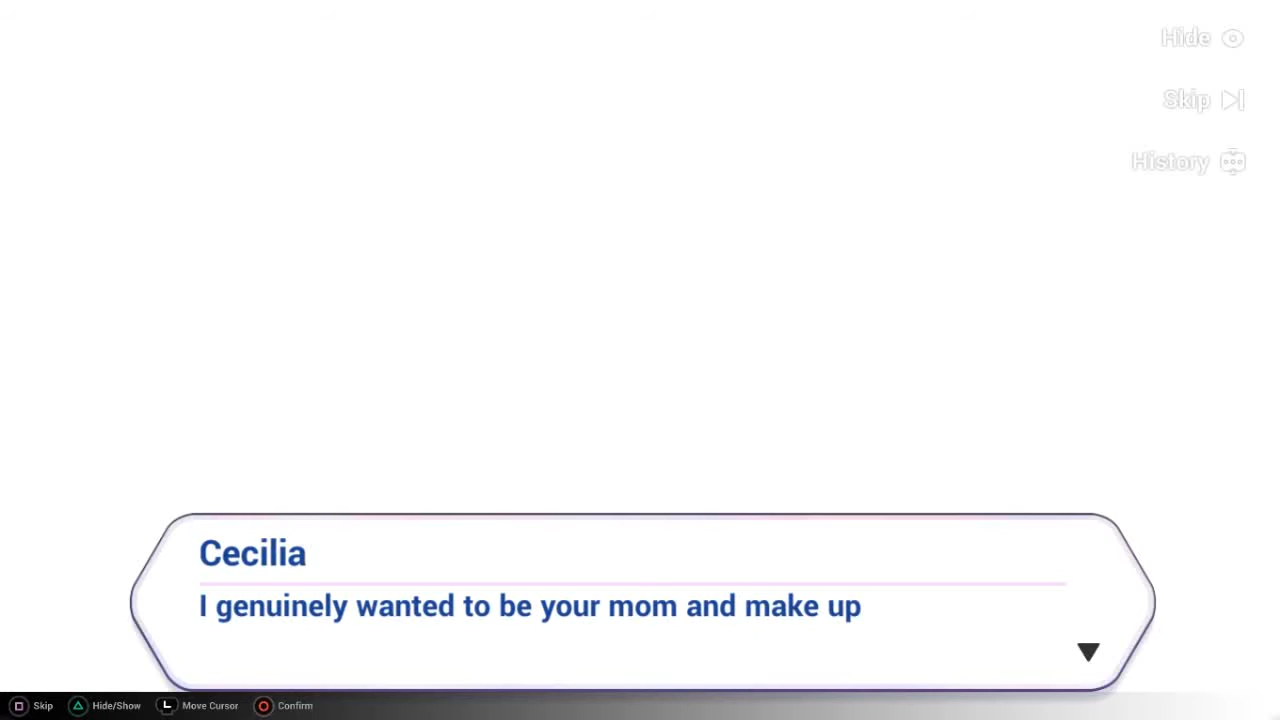 Hide
Skip
History
Cecilia
I genuinely wanted to be your mom and make up
Skip Hide/Show Move Cursor Confirm